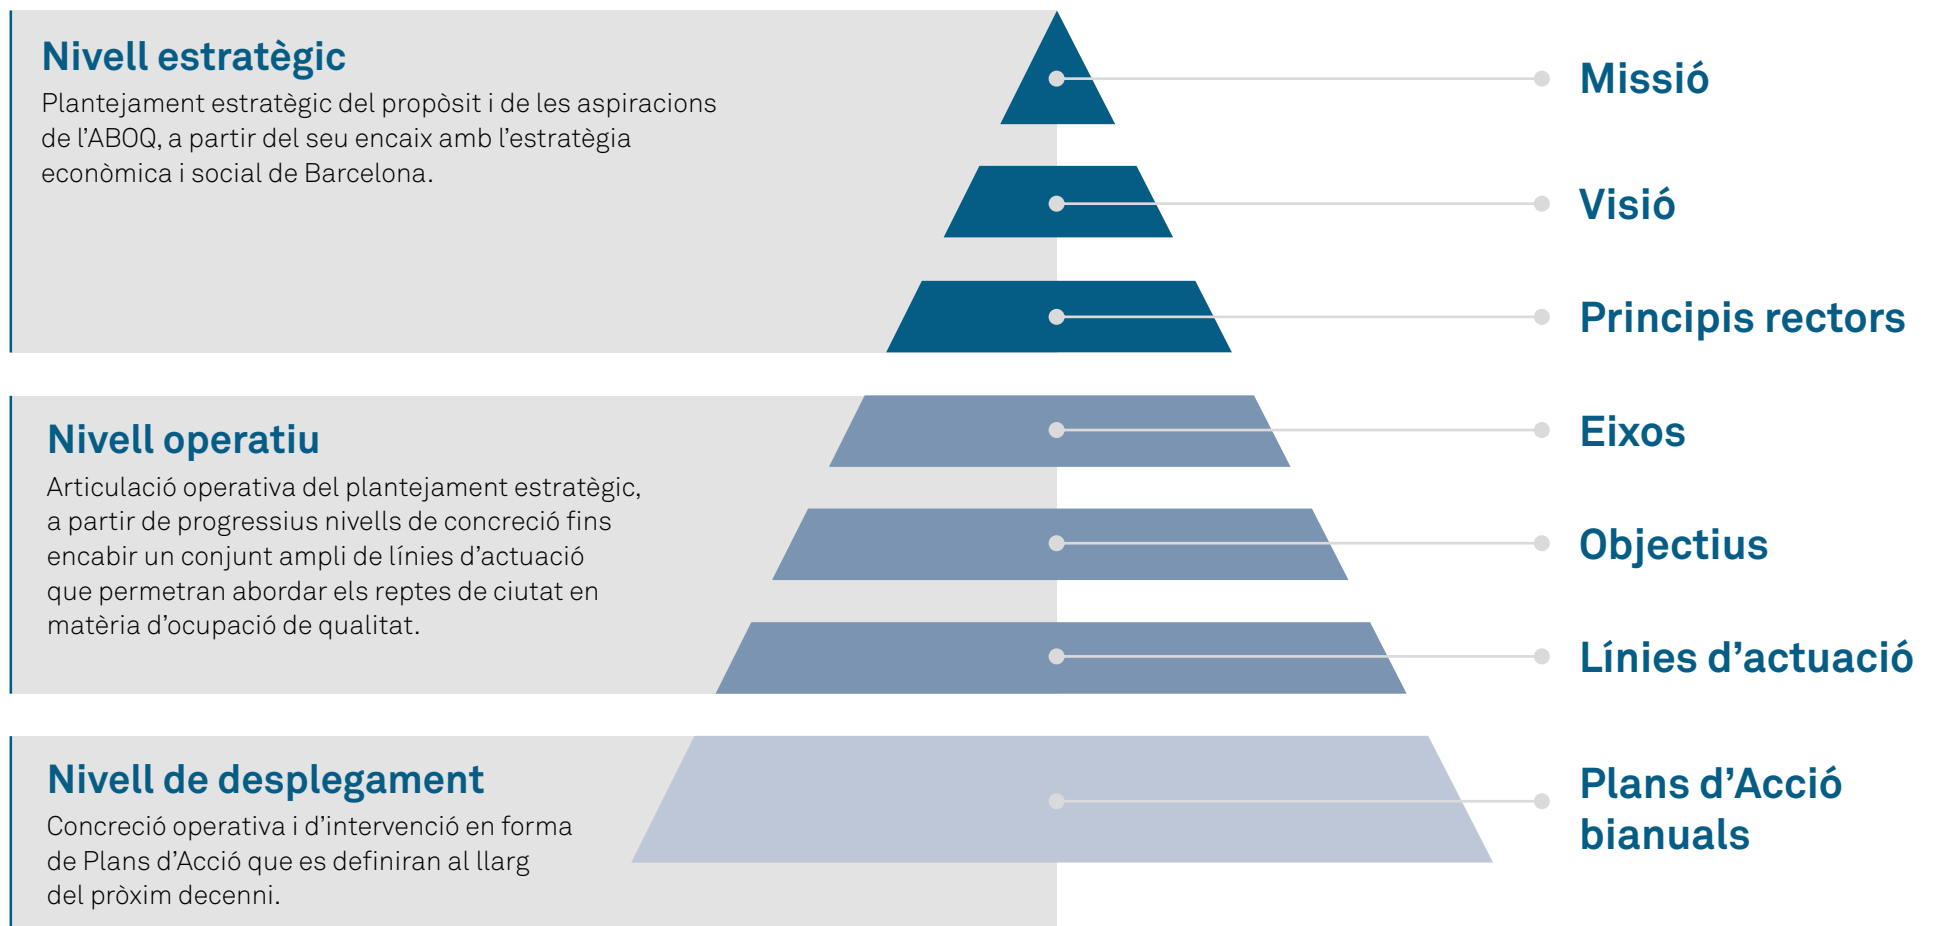 Nivell estratègic
Plantejament estratègic del propòsit i de les aspiracions
de l’ABOQ, a partir del seu encaix amb l’estratègia
econòmica i social de Barcelona.
Missió
Visió
Principis rectors
Nivell operatiu
Articulació operativa del plantejament estratègic,
a partir de progressius nivells de concreció fins
encabir un conjunt ampli de línies d’actuació
que permetran abordar els reptes de ciutat en
matèria d’ocupació de qualitat.
Eixos
Objectius
Línies d’actuació
Nivell de desplegament
Concreció operativa i d’intervenció en forma
de Plans d’Acció que es definiran al llarg
del pròxim decenni.
Plans d’Acció
bianuals